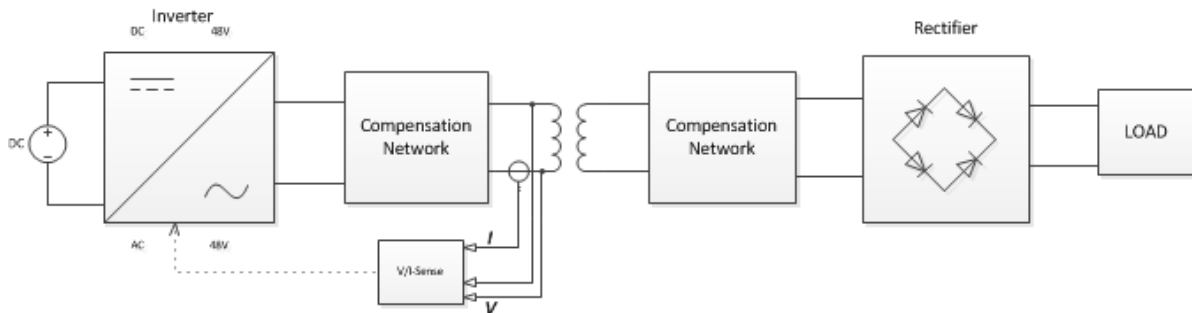 Inverter
DC 48V
Rectifier
DC
+
−
Compensation
Network
Compensation
Network
LOAD
AC 48V
I
V/I-Sense
V